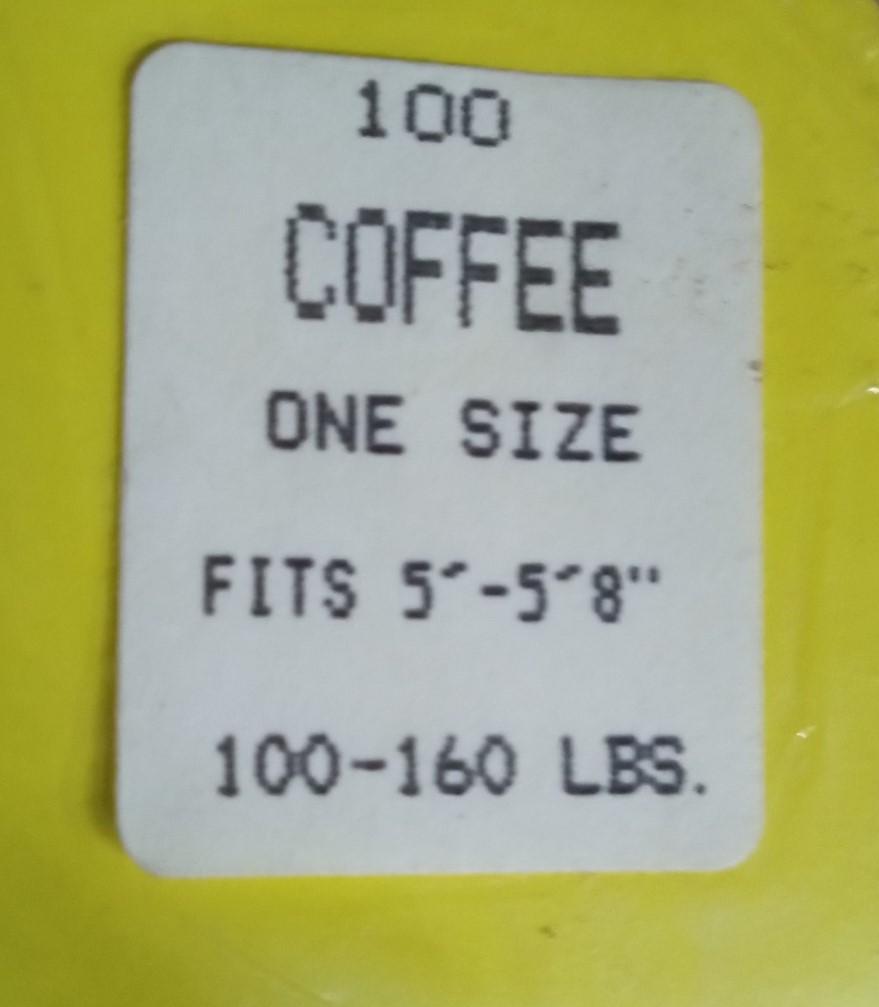 100
COFFEE
ONE SIZE
FITS 5'-5'8"
100-160 LBS.